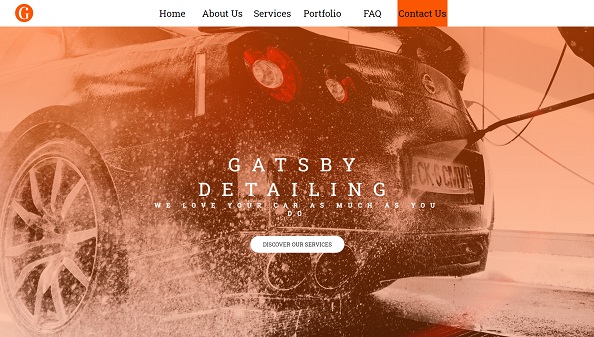 G
Home About Us Services Portfolio FAQ Contact Us
GATSBY
DETAILING
WE LOVE YOUR CAR AS MUCH AS YOU
DO
DISCOVER OUR SERVICES